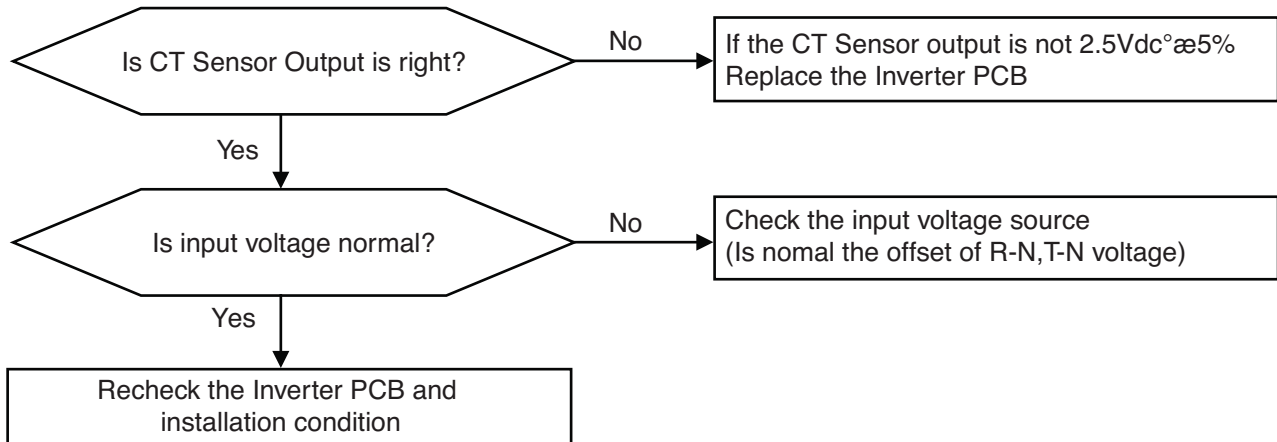 Is CT Sensor Output is right?
No
If the CT Sensor output is not 2.5Vdc°æ5%
Replace the Inverter PCB
Yes
Is input voltage normal?
No
Check the input voltage source
(Is nomal the offset of R-N,T-N voltage)
Yes
Recheck the Inverter PCB and
installation condition